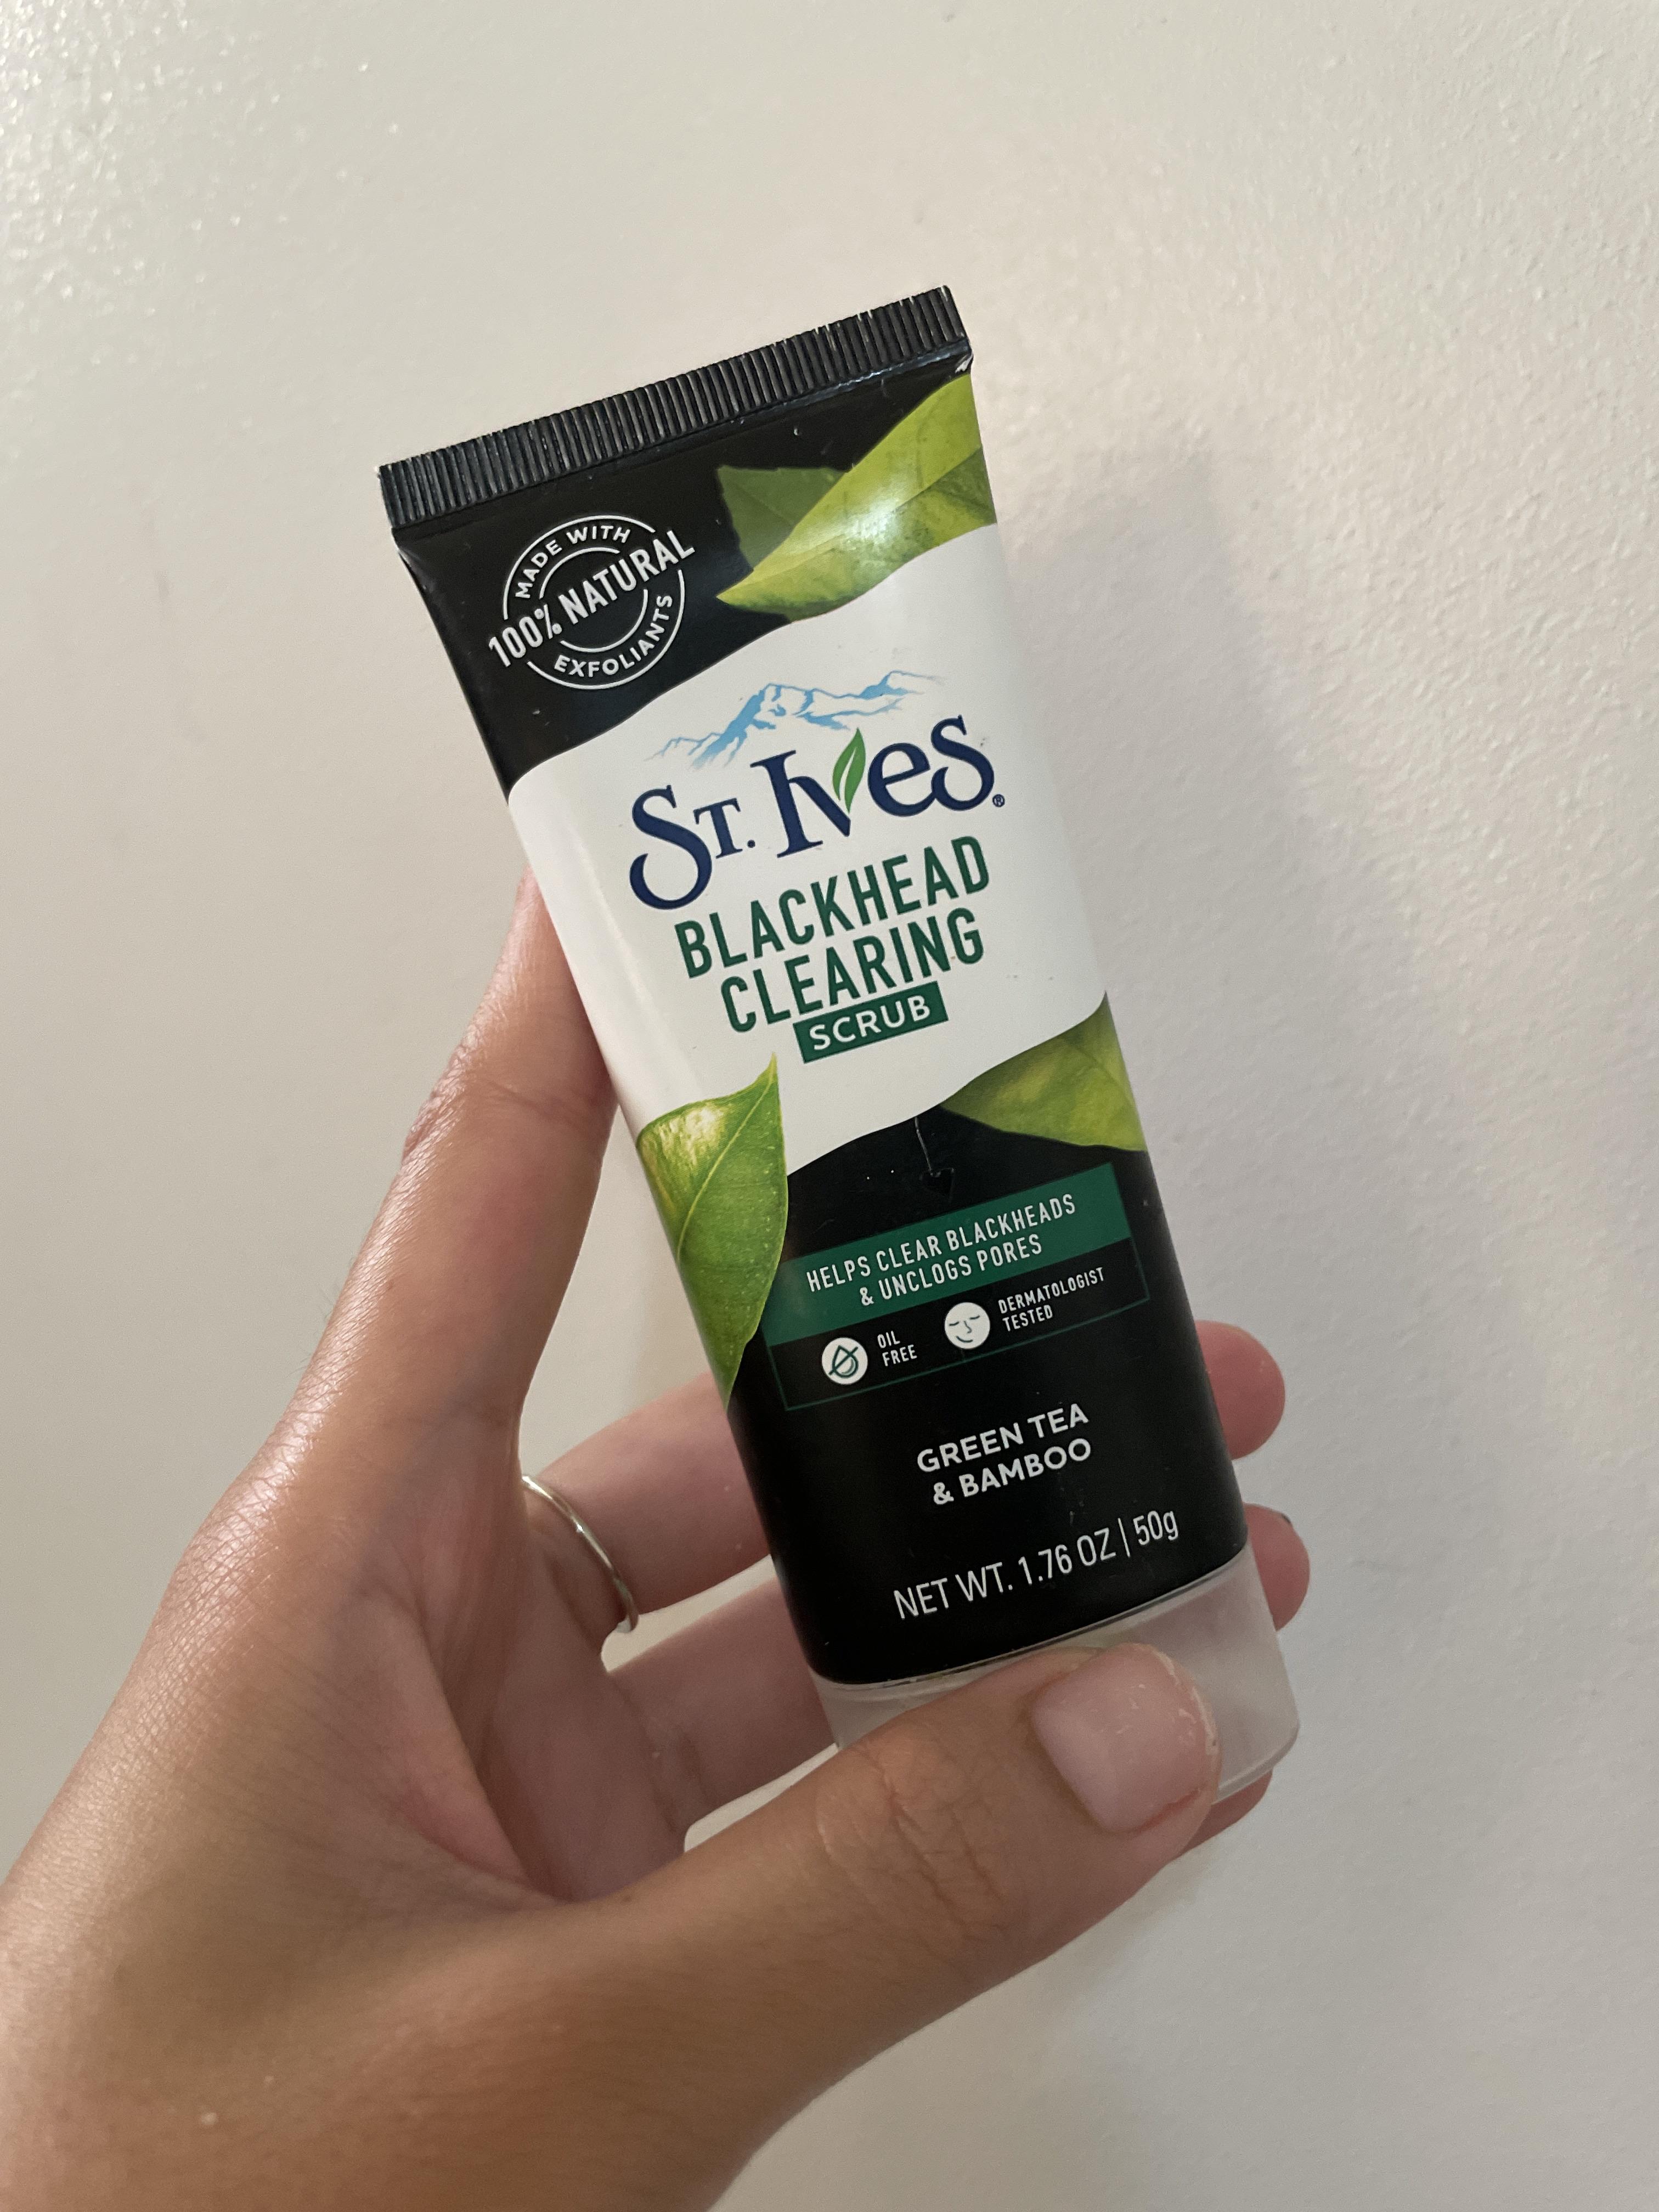 MADE WITH
100% NATURAL
EXFOLIANTS
ST. IVES®
BLACKHEAD
CLEARING
SCRUB
HELPS CLEAR BLACKHEADS
& UNCLOGS PORES
OIL
FREE
DERMATOLOGIST
TESTED
GREEN TEA
& BAMBOO
NET WT. 1.76 OZ | 50g